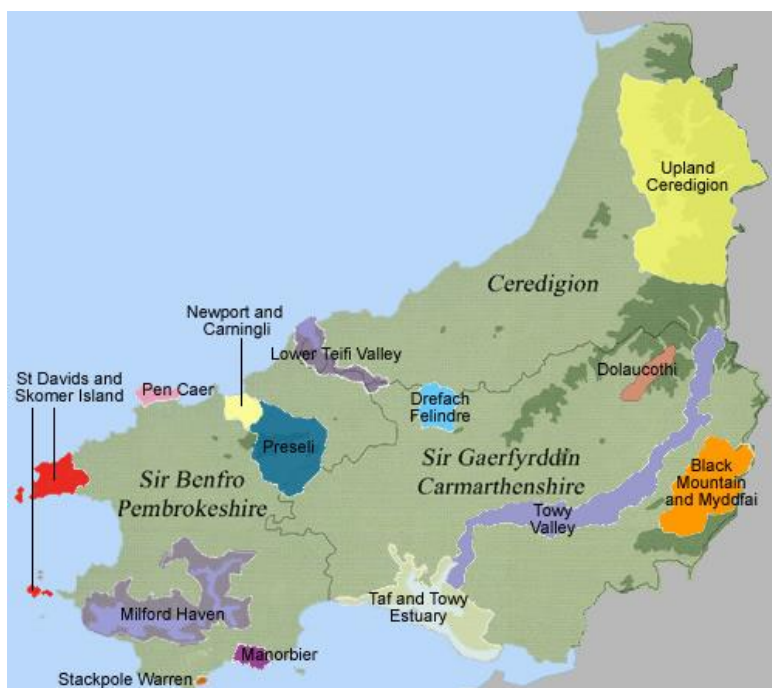 Upland
Ceredigion
Ceredigion
Newport and
Carningli
Lower Teifi Valley
St Davids and
Skomer Island
Pen Caer
Dolaucothi
Drefach
Felindre
Preseli
Sir Gaerfyrddin
Carmarthenshire
Black
Mountain
and Myddfai
Sir Benfro
Pembrokeshire
Towy
Valley
Taf and Towy
Estuary
Milford Haven
Manorbier
Stackpole Warren